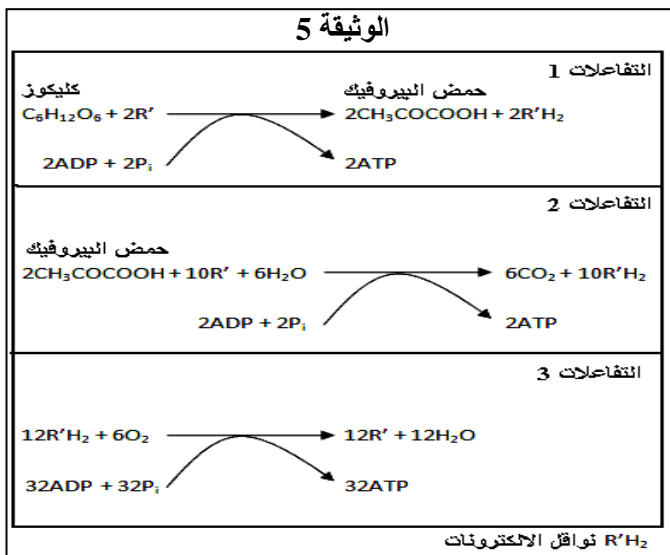 الوثيقة 5
التفاعلات 1
كليكوز حمض البيروفيك
C₆H₁₂O₆ + 2R’ 2CH₃COCOOH + 2R’H₂
2ADP + 2Pᵢ 2ATP
التفاعلات 2
حمض البيروفيك
2CH₃COCOOH + 10R’ + 6H₂O 6CO₂ + 10R’H₂
2ADP + 2Pᵢ 2ATP
التفاعلات 3
12R’H₂ + 6O₂ 12R’ + 12H₂O
32ADP + 32Pᵢ 32ATP
R’H₂ نواقل الالكترونات